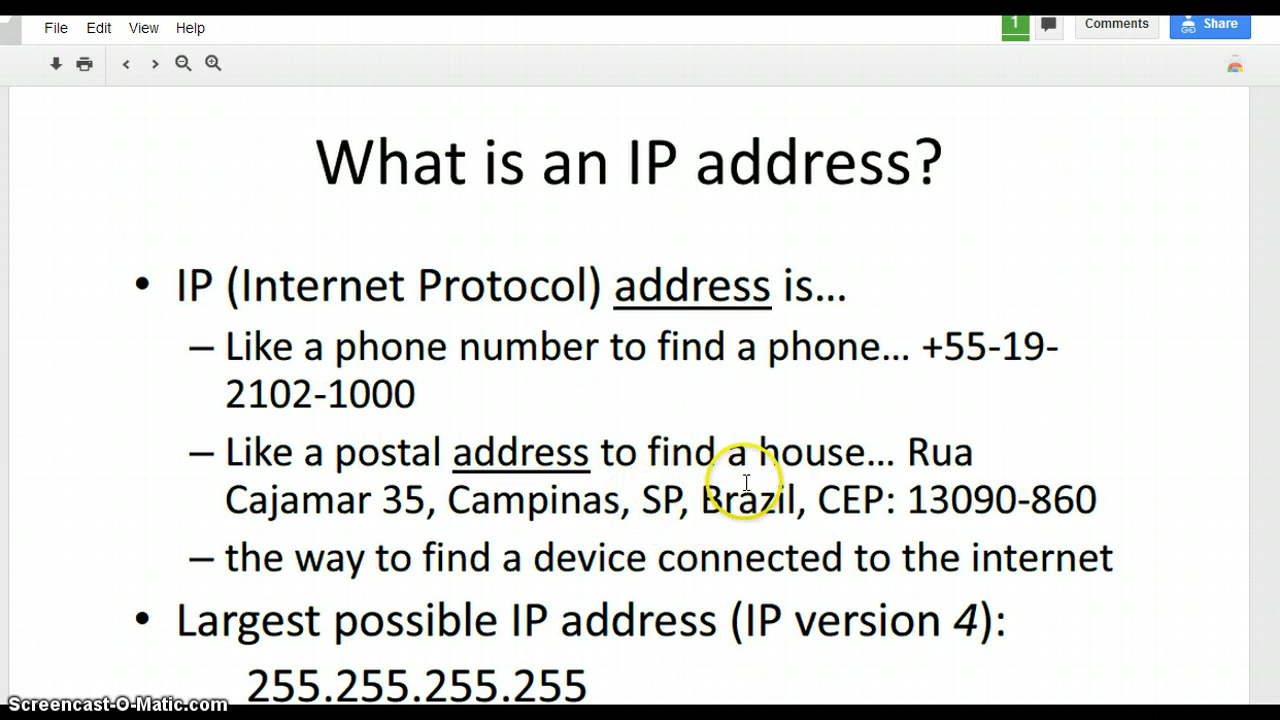 File Edit View Help
1 Comments Share
What is an IP address?
• IP (Internet Protocol) address is…
– Like a phone number to find a phone… +55-19-
2102-1000
– Like a postal address to find a house… Rua
Cajamar 35, Campinas, SP, Brazil, CEP: 13090-860
– the way to find a device connected to the internet
• Largest possible IP address (IP version 4):
255.255.255.255
Screencast-O-Matic.com